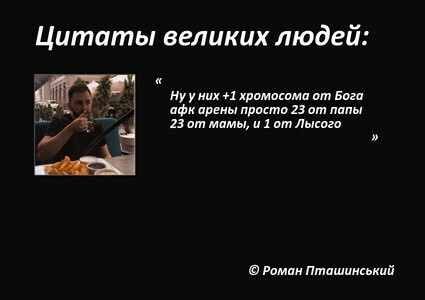 Цитаты великих людей:
«
Ну у них +1 хромосома от Бога
афк арены просто 23 от папы
23 от мамы, и 1 от Лысого
»
© Роман Пташинський